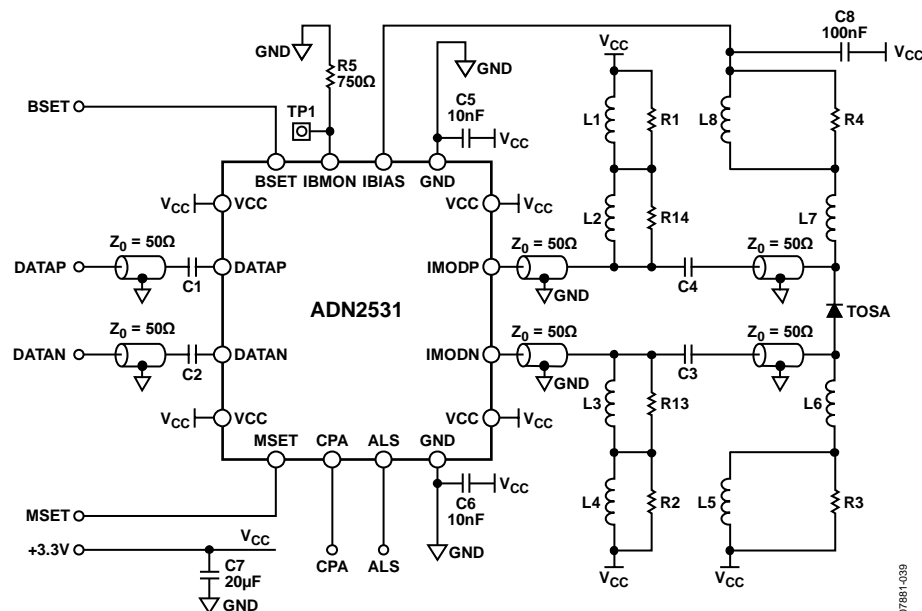 C8
100nF
VCC
GND
R5
750Ω
GND
VCC
L1
R1
L8
R4
C5
10nF
VCC
BSET
TP1
BSET
IBMON
IBIAS
GND
VCC
VCC
VCC
VCC
L2
R14
L7
Z0 = 50Ω
Z0 = 50Ω
Z0 = 50Ω
DATAP
C1
DATAP
IMODP
GND
C4
ADN2531
TOSA
Z0 = 50Ω
Z0 = 50Ω
Z0 = 50Ω
DATAN
C2
DATAN
IMODN
GND
C3
L3
R13
L6
VCC
VCC
VCC
VCC
MSET
CPA
ALS
GND
L4
R2
L5
R3
C6
10nF
VCC
MSET
+3.3V
VCC
C7
20µF
GND
CPA
ALS
GND
VCC
VCC
07881-039